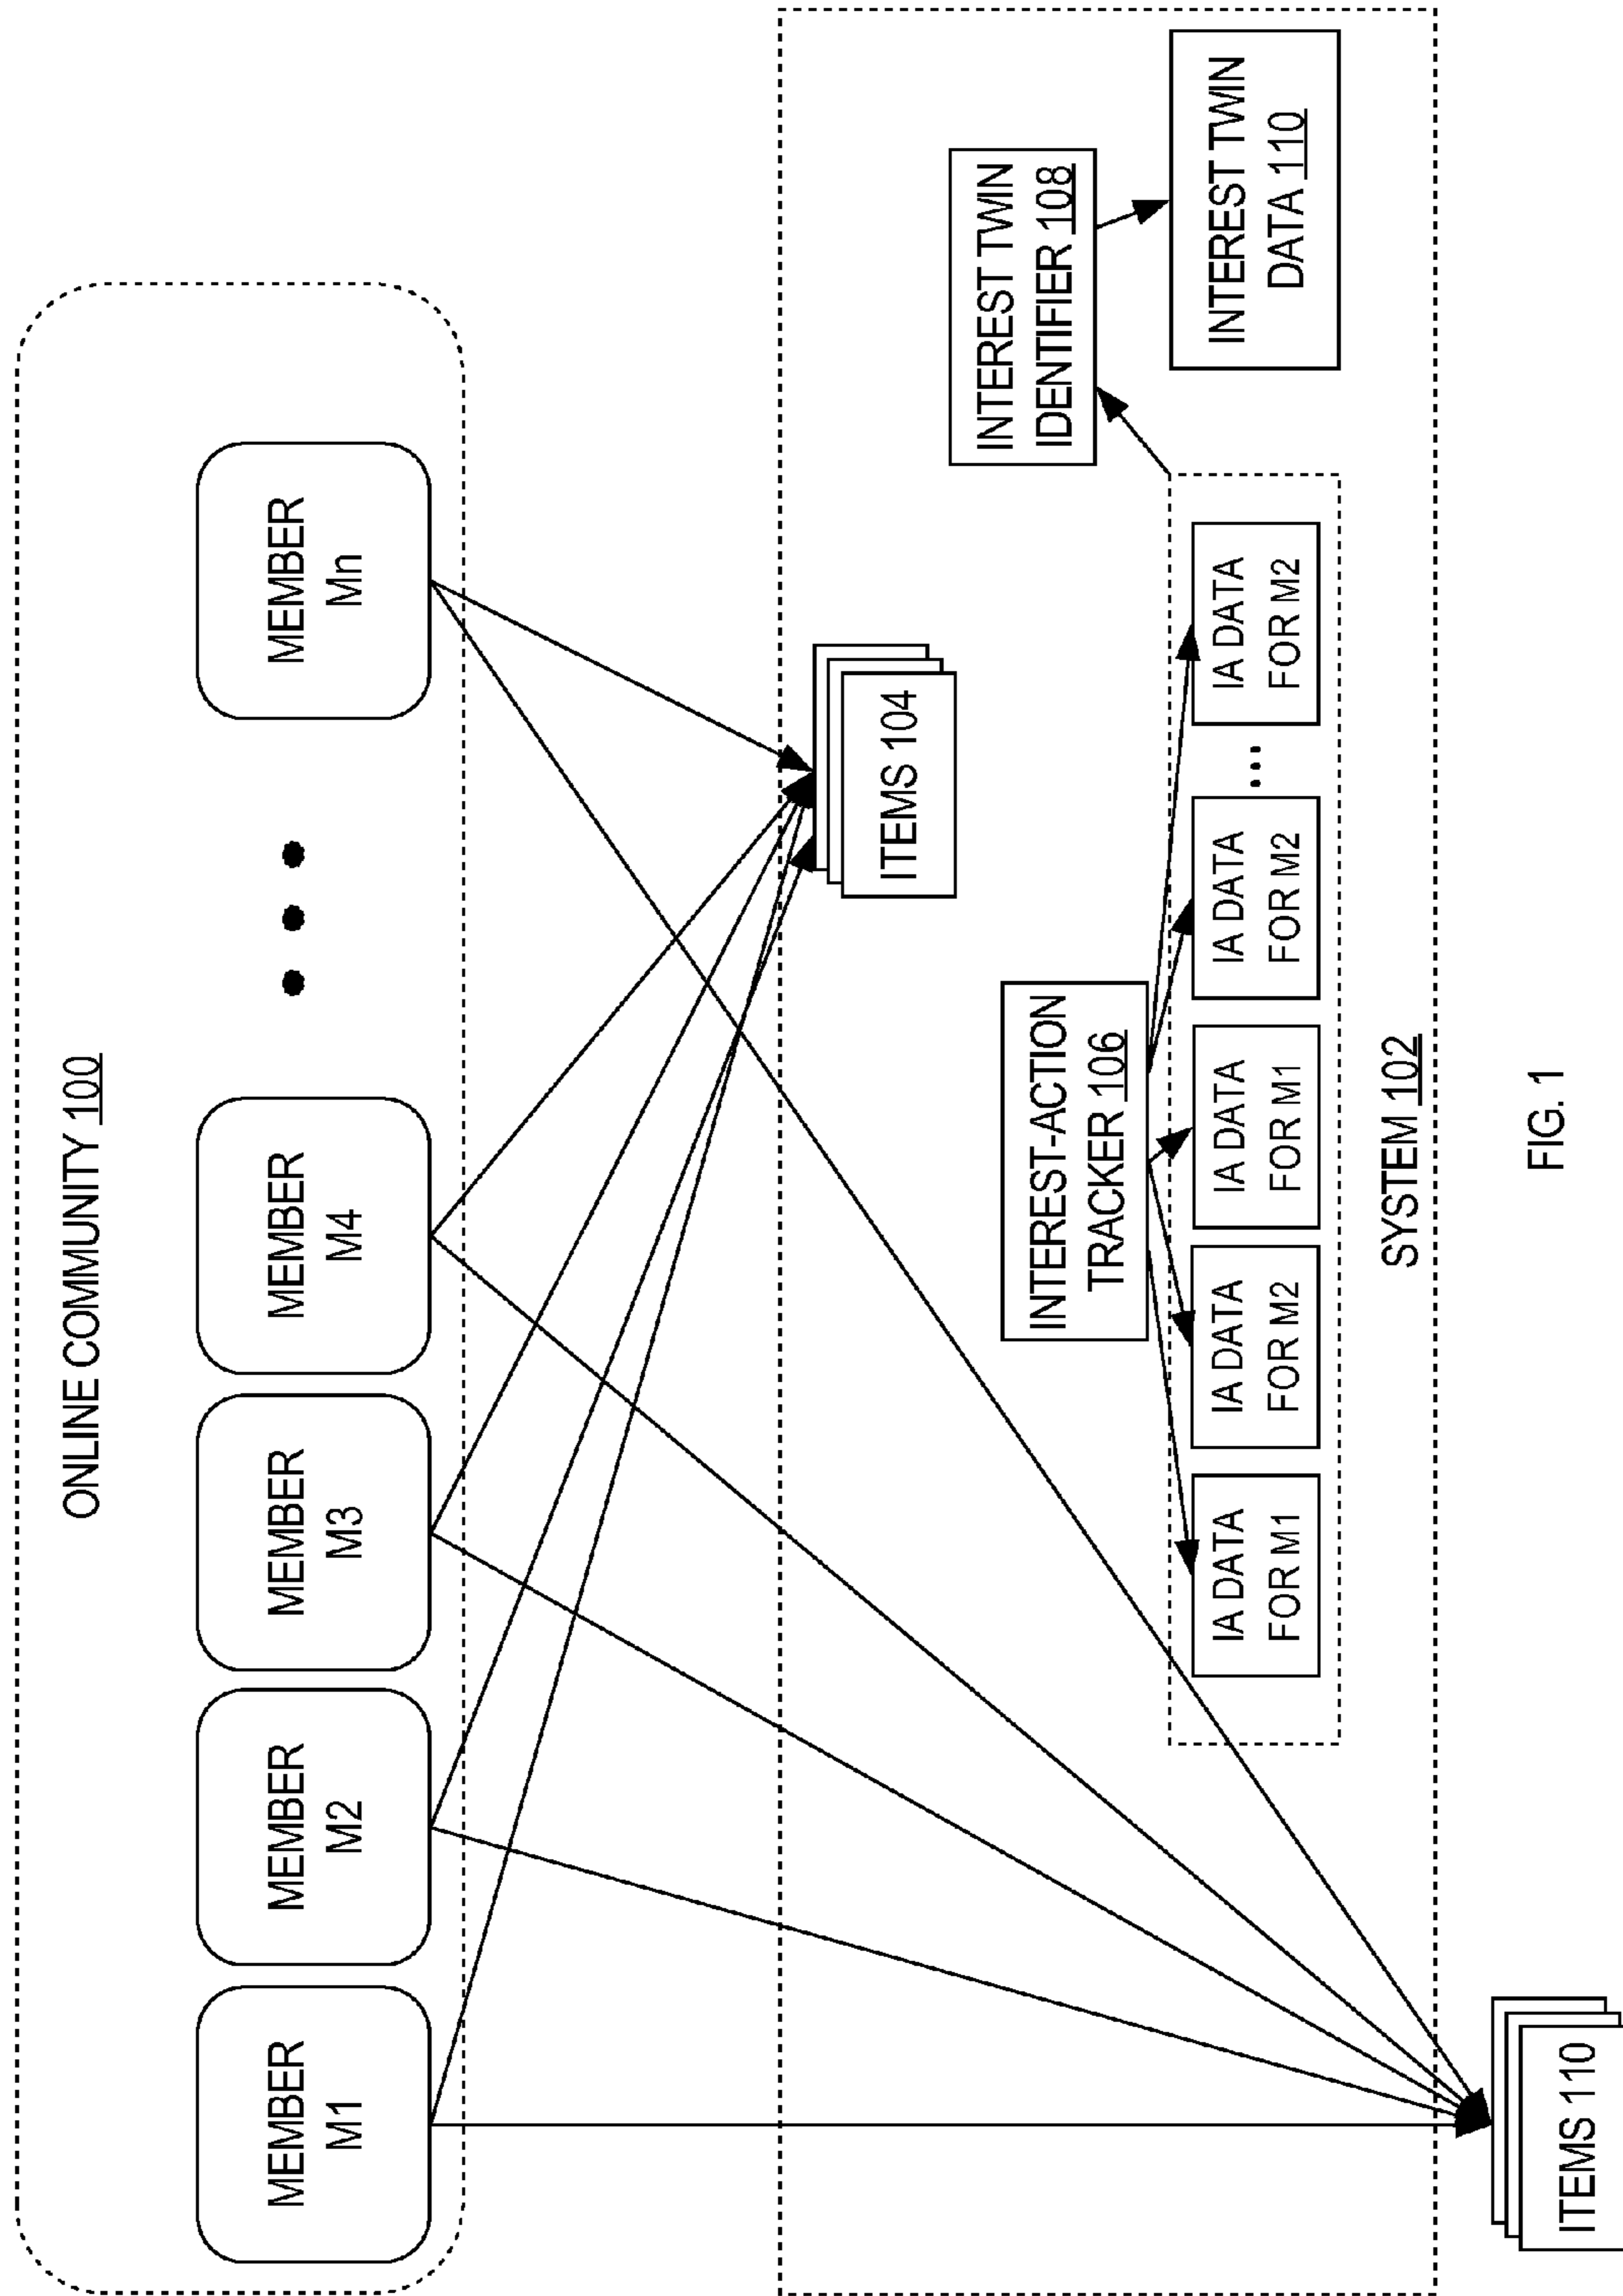 ONLINE COMMUNITY 100
MEMBER
M1
MEMBER
M2
MEMBER
M3
MEMBER
M4
MEMBER
Mn
ITEMS 104
INTEREST TWIN
IDENTIFIER 108
INTEREST-ACTION
TRACKER 106
IA DATA
FOR M1
IA DATA
FOR M2
IA DATA
FOR M1
IA DATA
FOR M2
...
IA DATA
FOR M2
INTEREST TWIN
DATA 110
SYSTEM 102
ITEMS 110
FIG. 1